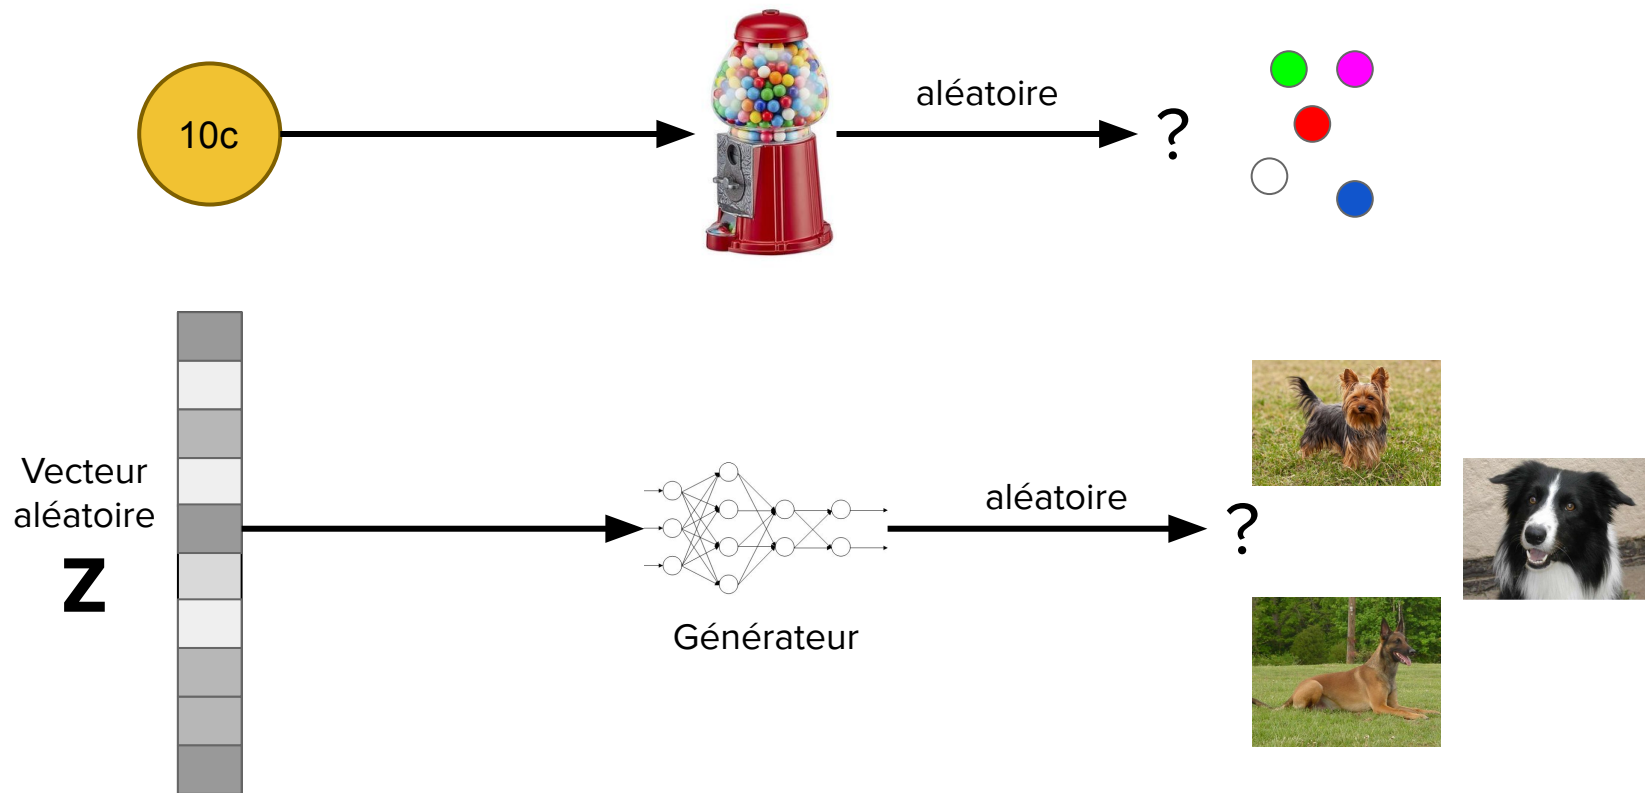 10c
aléatoire
?
Vecteur
aléatoire
Z
aléatoire
?
Générateur